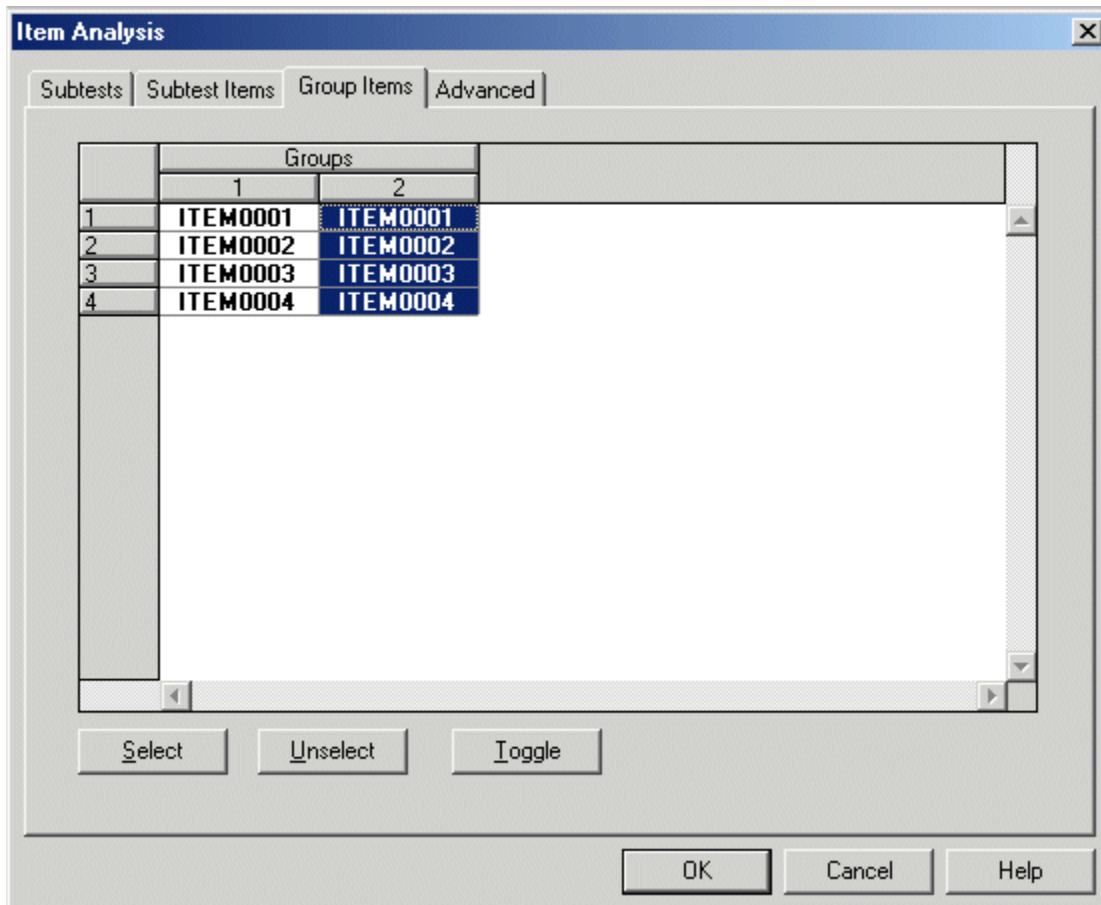 Item Analysis
Subtests Subtest Items Group Items Advanced
Groups
1 2
1 ITEM0001 ITEM0001
2 ITEM0002 ITEM0002
3 ITEM0003 ITEM0003
4 ITEM0004 ITEM0004
Select Unselect Toggle
OK Cancel Help